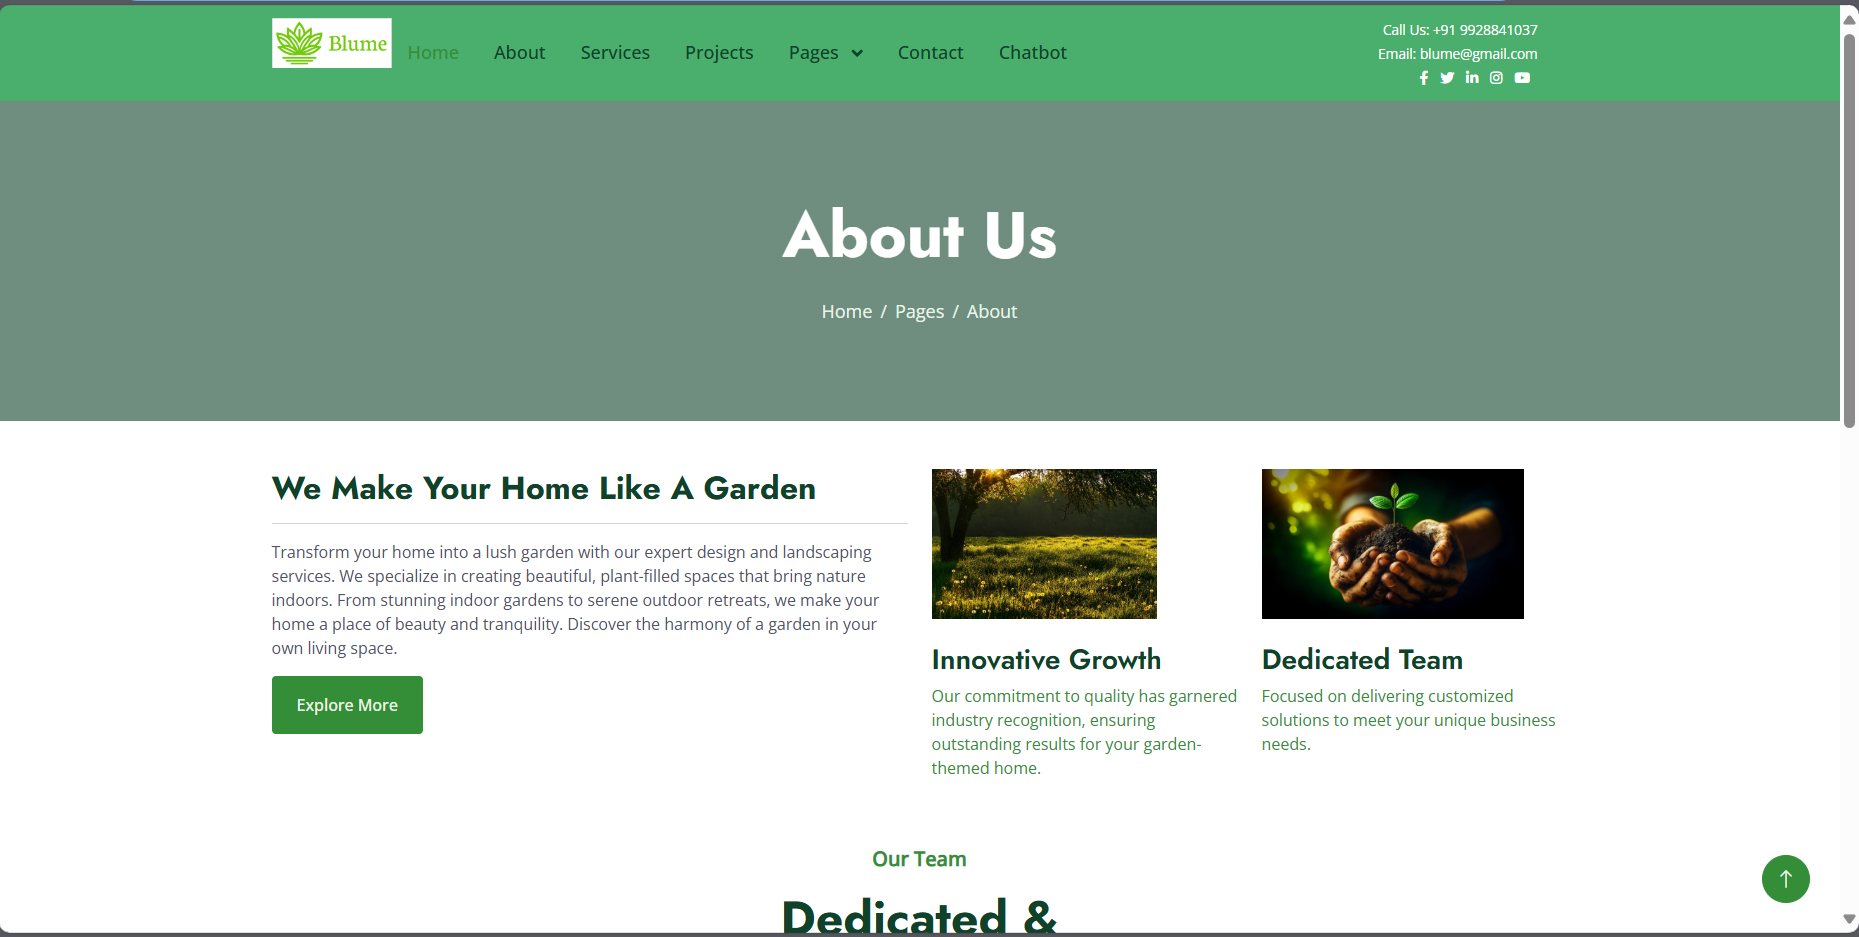 Blume
Home About Services Projects Pages Contact Chatbot
Call Us: +91 9928841037
Email: blume@gmail.com
About Us
Home / Pages / About
We Make Your Home Like A Garden
Transform your home into a lush garden with our expert design and landscaping
services. We specialize in creating beautiful, plant-filled spaces that bring nature
indoors. From stunning indoor gardens to serene outdoor retreats, we make your
home a place of beauty and tranquility. Discover the harmony of a garden in your
own living space.
Explore More
Innovative Growth
Our commitment to quality has garnered
industry recognition, ensuring
outstanding results for your garden-
themed home.
Dedicated Team
Focused on delivering customized
solutions to meet your unique business
needs.
Our Team
Dedicated &